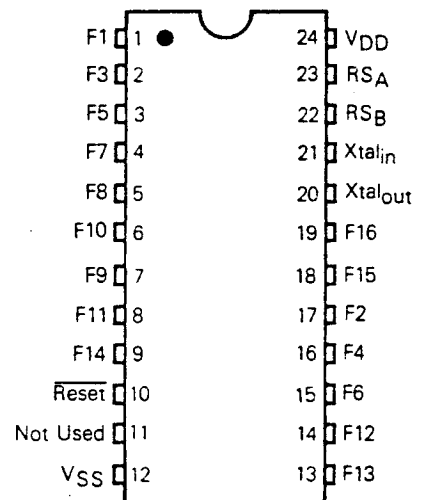 F1 1 24 VDD
F3 2 23 RSA
F5 3 22 RSB
F7 4 21 Xtalin
F8 5 20 Xtalout
F10 6 19 F16
F9 7 18 F15
F11 8 17 F2
F14 9 16 F4
Reset 10 15 F6
Not Used 11 14 F12
VSS 12 13 F13